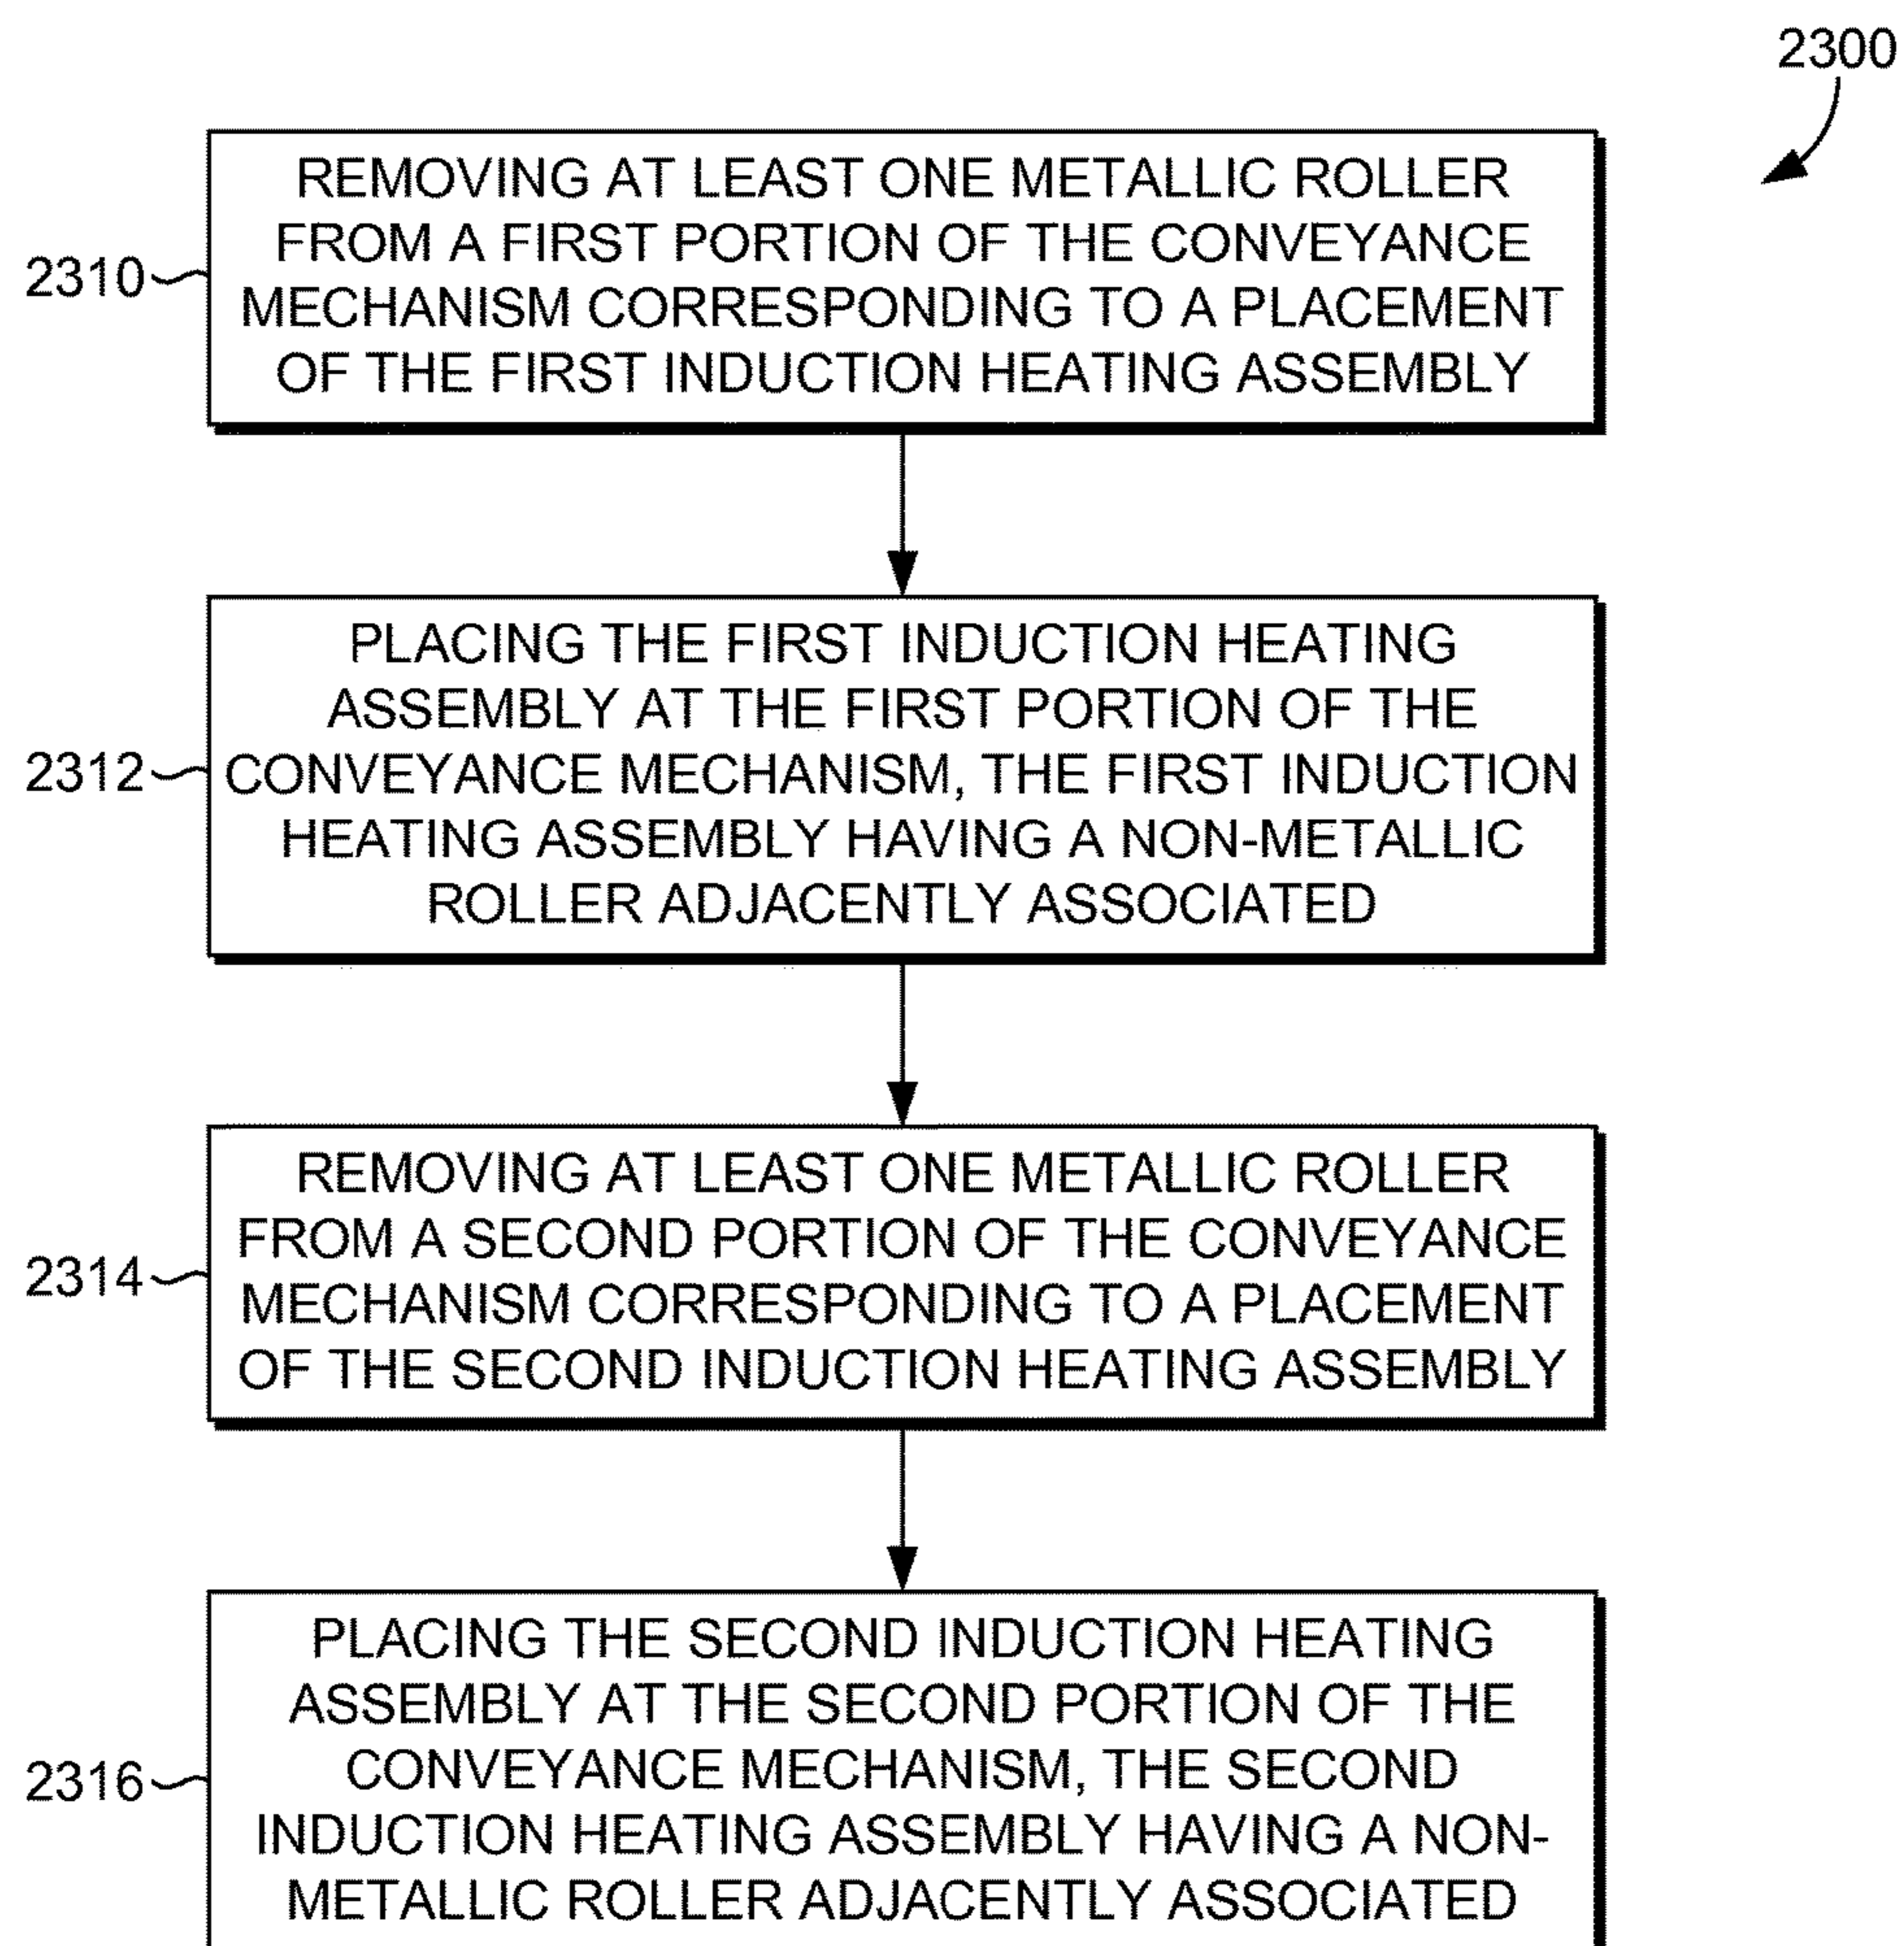 2300
REMOVING AT LEAST ONE METALLIC ROLLER
FROM A FIRST PORTION OF THE CONVEYANCE
MECHANISM CORRESPONDING TO A PLACEMENT
OF THE FIRST INDUCTION HEATING ASSEMBLY
2310
PLACING THE FIRST INDUCTION HEATING
ASSEMBLY AT THE FIRST PORTION OF THE
CONVEYANCE MECHANISM, THE FIRST INDUCTION
HEATING ASSEMBLY HAVING A NON-METALLIC
ROLLER ADJACENTLY ASSOCIATED
2312
REMOVING AT LEAST ONE METALLIC ROLLER
FROM A SECOND PORTION OF THE CONVEYANCE
MECHANISM CORRESPONDING TO A PLACEMENT
OF THE SECOND INDUCTION HEATING ASSEMBLY
2314
PLACING THE SECOND INDUCTION HEATING
ASSEMBLY AT THE SECOND PORTION OF THE
CONVEYANCE MECHANISM, THE SECOND
INDUCTION HEATING ASSEMBLY HAVING A NON-
METALLIC ROLLER ADJACENTLY ASSOCIATED
2316